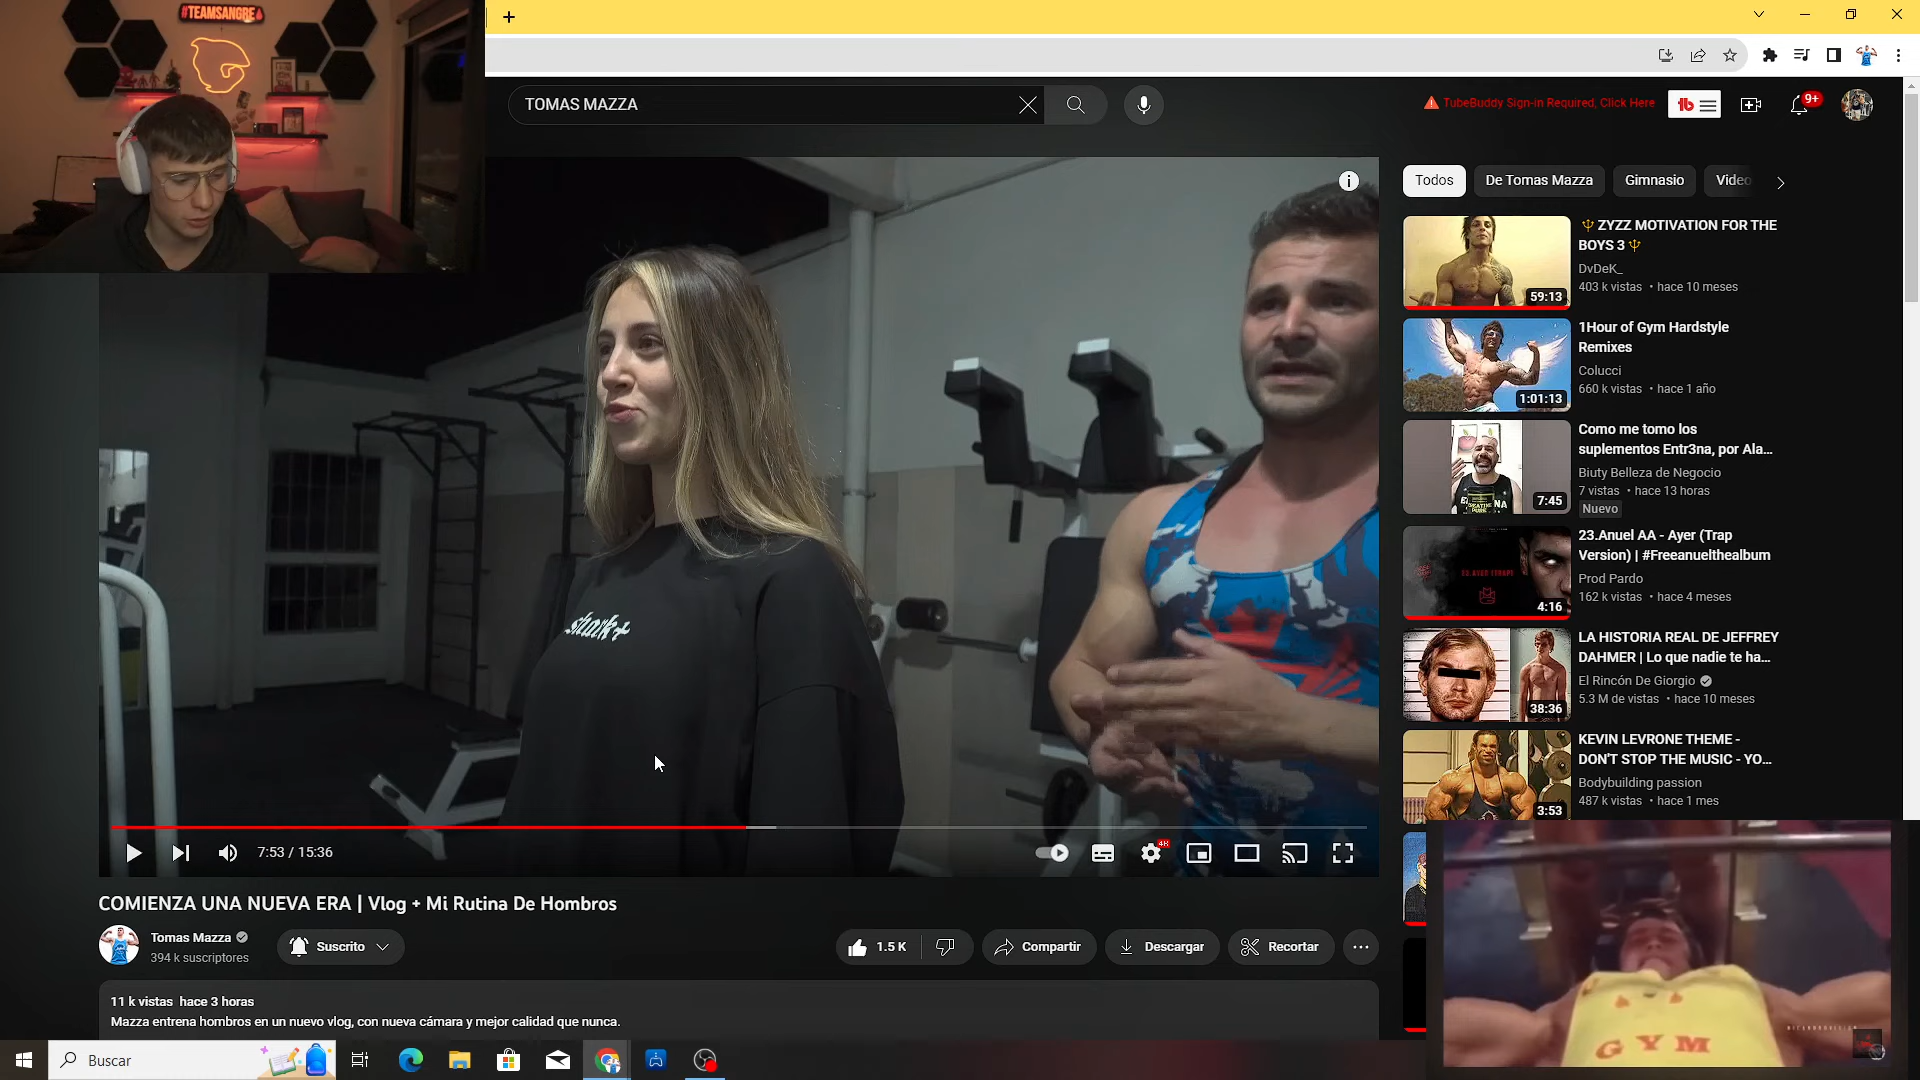 #TEAMSANGRE
TOMAS MAZZA
TubeBuddy Sign-in Required, Click Here
tb
9+
Todos
De Tomas Mazza
Gimnasio
Video
ZYZZ MOTIVATION FOR THE
BOYS 3
DvDeK_
403 k vistas • hace 10 meses
59:13
1Hour of Gym Hardstyle
Remixes
Colucci
660 k vistas • hace 1 año
1:01:13
Como me tomo los
suplementos Entr3na, por Ala...
Biuty Belleza de Negocio
7 vistas • hace 13 horas
Nuevo
7:45
23.Anuel AA - Ayer (Trap
Version) | #Freeanuelthealbum
Prod Pardo
162 k vistas • hace 4 meses
4:16
LA HISTORIA REAL DE JEFFREY
DAHMER | Lo que nadie te ha...
El Rincón De Giorgio
5.3 M de vistas • hace 10 meses
38:36
KEVIN LEVRONE THEME -
DON'T STOP THE MUSIC - YO...
Bodybuilding passion
487 k vistas • hace 1 mes
3:53
shark+
7:53 / 15:36
4K
COMIENZA UNA NUEVA ERA | Vlog + Mi Rutina De Hombros
Tomas Mazza
394 k suscriptores
Suscrito
1.5 K
Compartir
Descargar
Recortar
11 k vistas hace 3 horas
Mazza entrena hombros en un nuevo vlog, con nueva cámara y mejor calidad que nunca.
GYM
Buscar